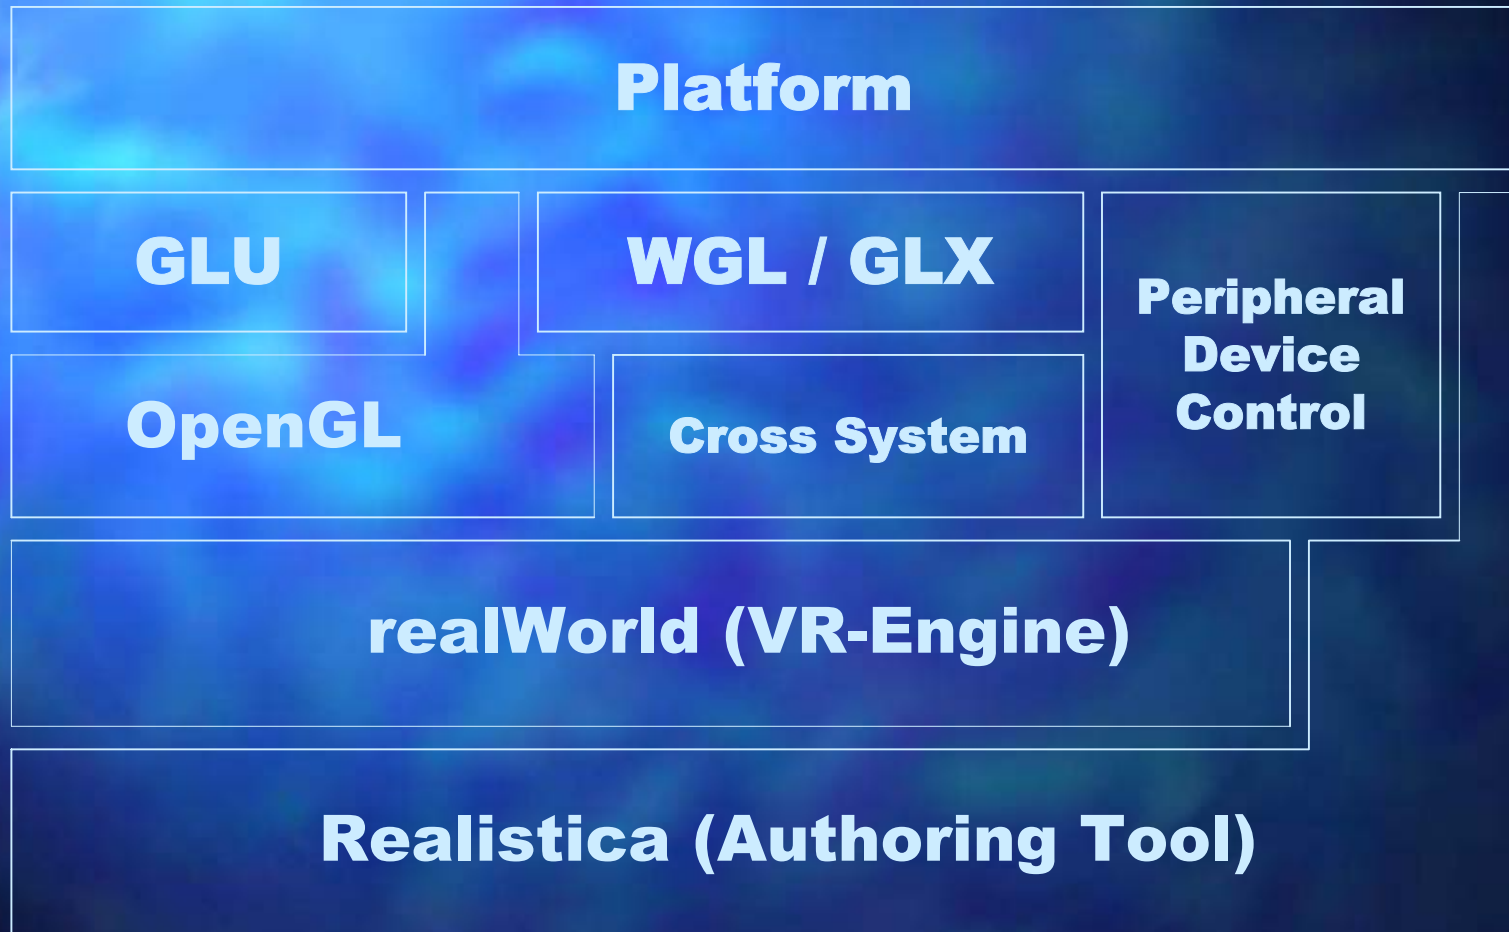 Platform
GLU
WGL / GLX
Peripheral
Device
Control
OpenGL
Cross System
realWorld (VR-Engine)
Realistica (Authoring Tool)